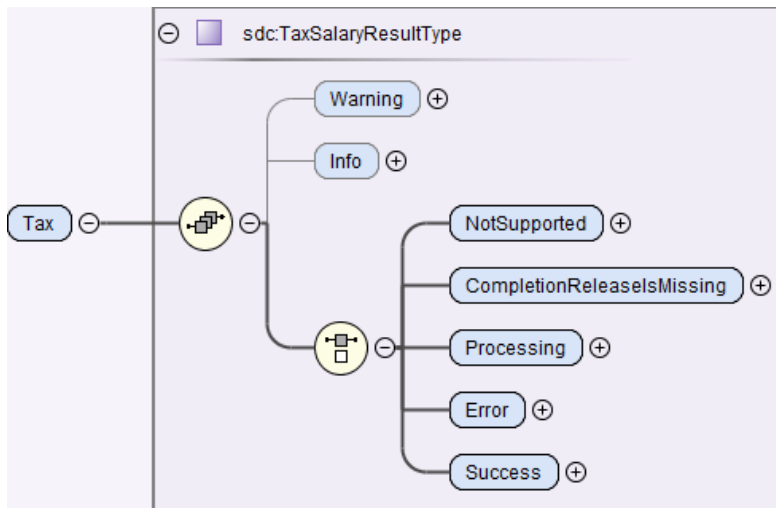 sdc:TaxSalaryResultType
Warning
Info
Tax
NotSupported
CompletionReleaseIsMissing
Processing
Error
Success